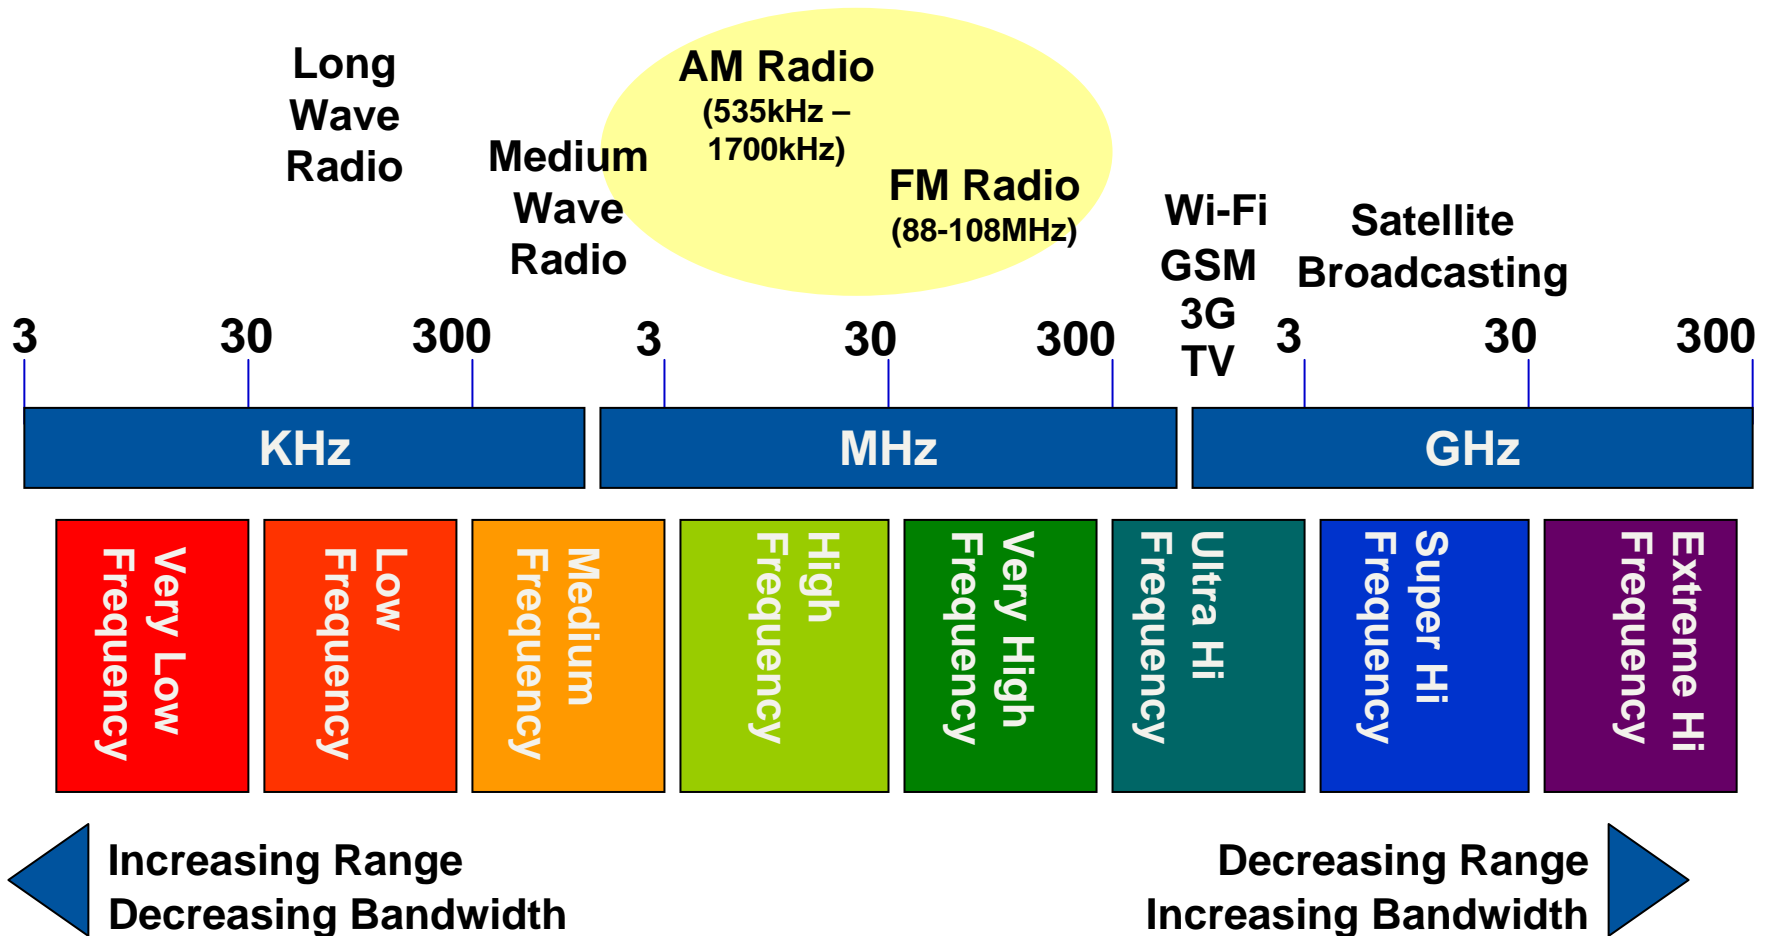 Long
Wave
Radio
Medium
Wave
Radio
AM Radio
(535kHz –
1700kHz)
FM Radio
(88-108MHz)
Wi-Fi
GSM
3G
TV
Satellite
Broadcasting
3 30 300 3 30 300 3 30 300
KHz MHz GHz
Very Low
Frequency
Low
Frequency
Medium
Frequency
High
Frequency
Very High
Frequency
Ultra Hi
Frequency
Super Hi
Frequency
Extreme Hi
Frequency
Increasing Range
Decreasing Bandwidth
Decreasing Range
Increasing Bandwidth